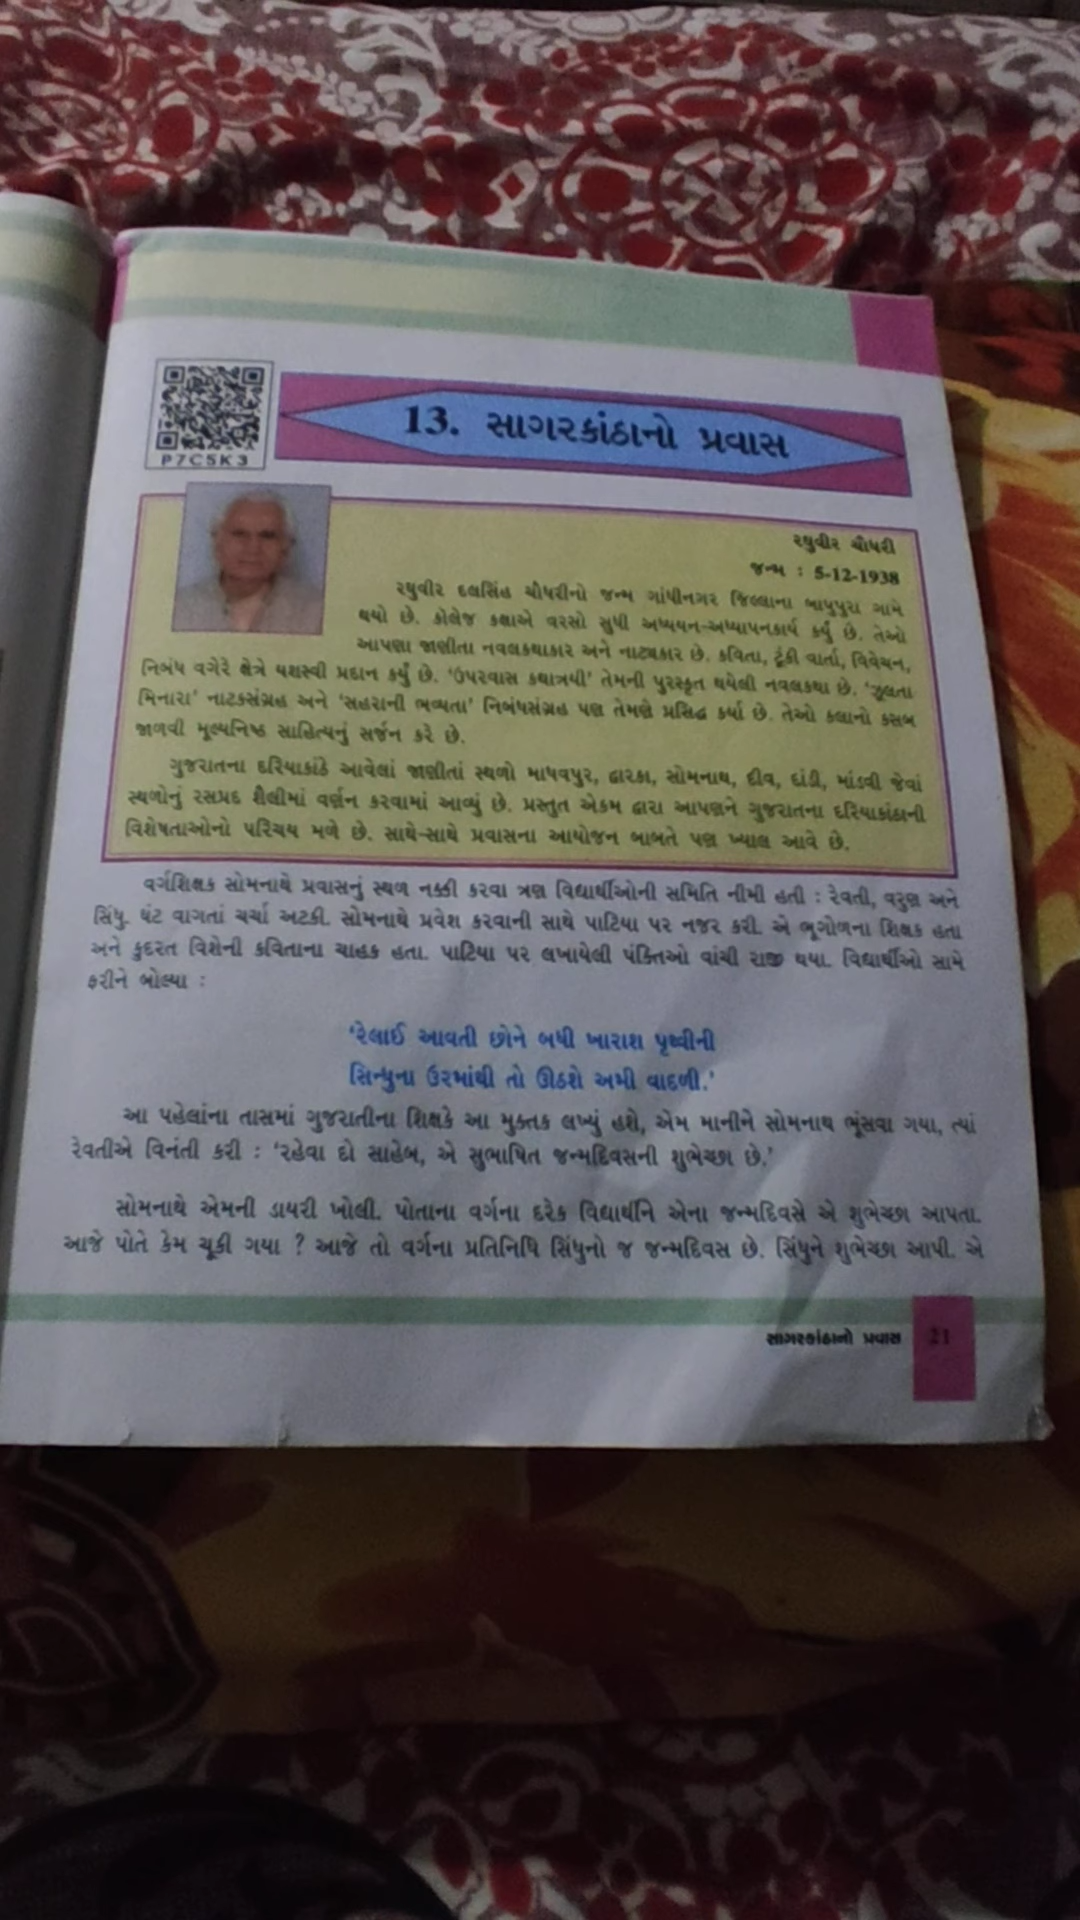 P7C5K3
13. સાગરકાંઠાનો પ્રવાસ
રઘુવીર ચૌધરી
જન્મ : 5-12-1938
રઘુવીર દલસિંહ ચૌધરીનો જન્મ ગાંધીનગર જિલ્લાના બાપુપુરા ગામે
થયો છે. કોલેજ કક્ષાએ વરસો સુધી અધ્યયન-અધ્યાપનકાર્ય કર્યું છે. તેઓ
આપણા જાણીતા નવલકથાકાર અને નાટ્યકાર છે. કવિતા, ટૂંકી વાર્તા, વિવેચન,
નિબંધ વગેરે ક્ષેત્રે યશસ્વી પ્રદાન કર્યું છે. 'ઉપરવાસ કથાત્રયી' તેમની પુરસ્કૃત થયેલી નવલકથા છે. 'ઝૂલતા
મિનારા' નાટકસંગ્રહ અને 'સહરાની ભવ્યતા' નિબંધસંગ્રહ પણ તેમણે પ્રસિદ્ધ કર્યા છે. તેઓ કલાનો કસબ
જાળવી મૂલ્યનિષ્ઠ સાહિત્યનું સર્જન કરે છે.
ગુજરાતના દરિયાકાંઠે આવેલાં જાણીતાં સ્થળો માધવપુર, દ્વારકા, સોમનાથ, દીવ, દાંડી, માંડવી જેવાં
સ્થળોનું રસપ્રદ શૈલીમાં વર્ણન કરવામાં આવ્યું છે. પ્રસ્તુત એકમ દ્વારા આપણને ગુજરાતના દરિયાકાંઠાની
વિશેષતાઓનો પરિચય મળે છે. સાથે-સાથે પ્રવાસના આયોજન બાબતે પણ ખ્યાલ આવે છે.
વર્ગશિક્ષક સોમનાથે પ્રવાસનું સ્થળ નક્કી કરવા ત્રણ વિદ્યાર્થીઓની સમિતિ નીમી હતી : રેવતી, વરુણ અને
સિંધુ. ઘંટ વાગતાં ચર્ચા અટકી. સોમનાથે પ્રવેશ કરવાની સાથે પાટિયા પર નજર કરી. એ ભૂગોળના શિક્ષક હતા
અને કુદરત વિશેની કવિતાના ચાહક હતા. પાટિયા પર લખાયેલી પંક્તિઓ વાંચી રાજી થયા. વિદ્યાર્થીઓ સામે
ફરીને બોલ્યા :
'રેલાઈ આવતી છોને બધી ખારાશ પૃથ્વીની
સિન્ધુના ઉરમાંથી તો ઊઠશે અમી વાદળી.'
આ પહેલાંના તાસમાં ગુજરાતીના શિક્ષકે આ મુક્તક લખ્યું હશે, એમ માનીને સોમનાથ ભૂંસવા ગયા, ત્યાં
રેવતીએ વિનંતી કરી : 'રહેવા દો સાહેબ, એ સુભાષિત જન્મદિવસની શુભેચ્છા છે.'
સોમનાથે એમની ડાયરી ખોલી. પોતાના વર્ગના દરેક વિદ્યાર્થીને એના જન્મદિવસે એ શુભેચ્છા આપતા.
આજે પોતે કેમ ચૂકી ગયા ? આજે તો વર્ગના પ્રતિનિધિ સિંધુનો જ જન્મદિવસ છે. સિંધુને શુભેચ્છા આપી. એ
સાગરકાંઠાનો પ્રવાસ 21